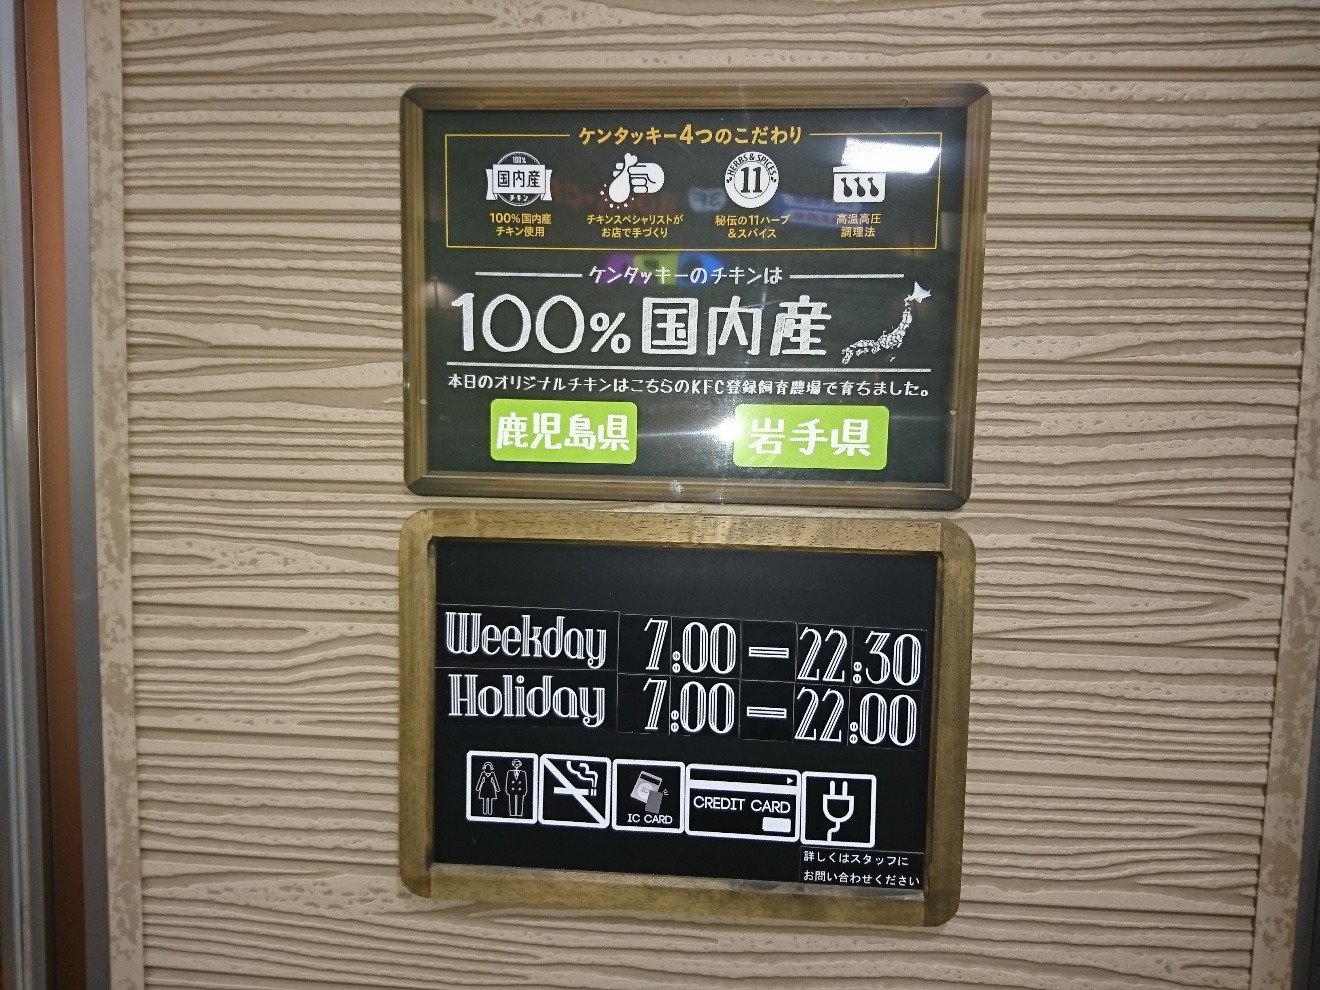 ケンタッキー4つのこだわり
100%
国内産
チキン
100%国内産
チキン使用
チキンスペシャリストが
お店で手づくり
HERBS & SPICES
11
秘伝の11ハーブ
&スパイス
高温高圧
調理法
ケンタッキーのチキンは
100%国内産
本日のオリジナルチキンはこちらのKFC登録飼育農場で育ちました。
鹿児島県 岩手県
Weekday 7:00 — 22:30
Holiday 7:00 — 22:00
IC CARD
CREDIT CARD
詳しくはスタッフに
お問い合わせください